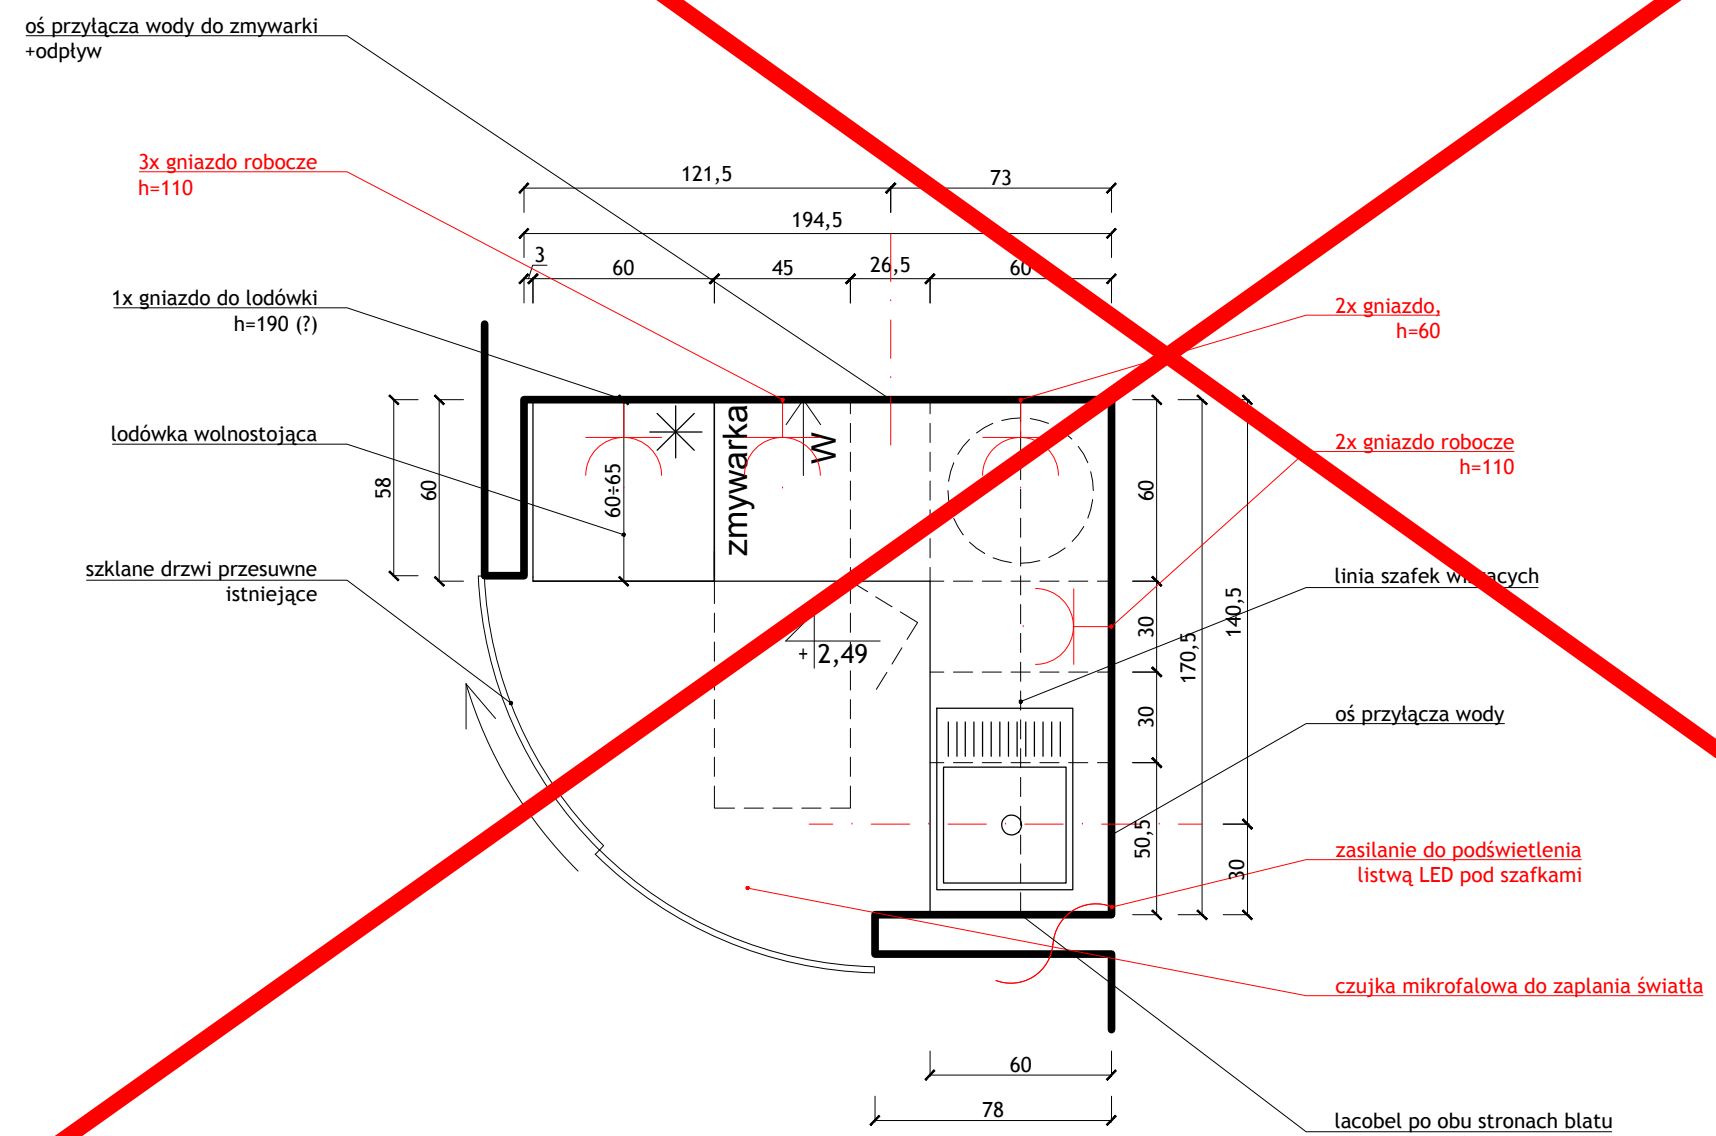 oś przyłącza wody do zmywarki
+odpływ
3x gniazdo robocze
h=110
1x gniazdo do lodówki
h=190 (?)
lodówka wolnostojąca
szklane drzwi przesuwne
istniejące
121,5
73
194,5
3
60
45
26,5
60
58
60
60÷65
zmywarka
W
+ 2,49
60
30
30
50,5
170,5
140,5
30
60
78
2x gniazdo,
h=60
2x gniazdo robocze
h=110
linia szafek
oś przyłącza wody
zasilanie do podświetlenia
listwą LED pod szafkami
czujka mikrofalowa do zaplania światła
lacobel po obu stronach blatu